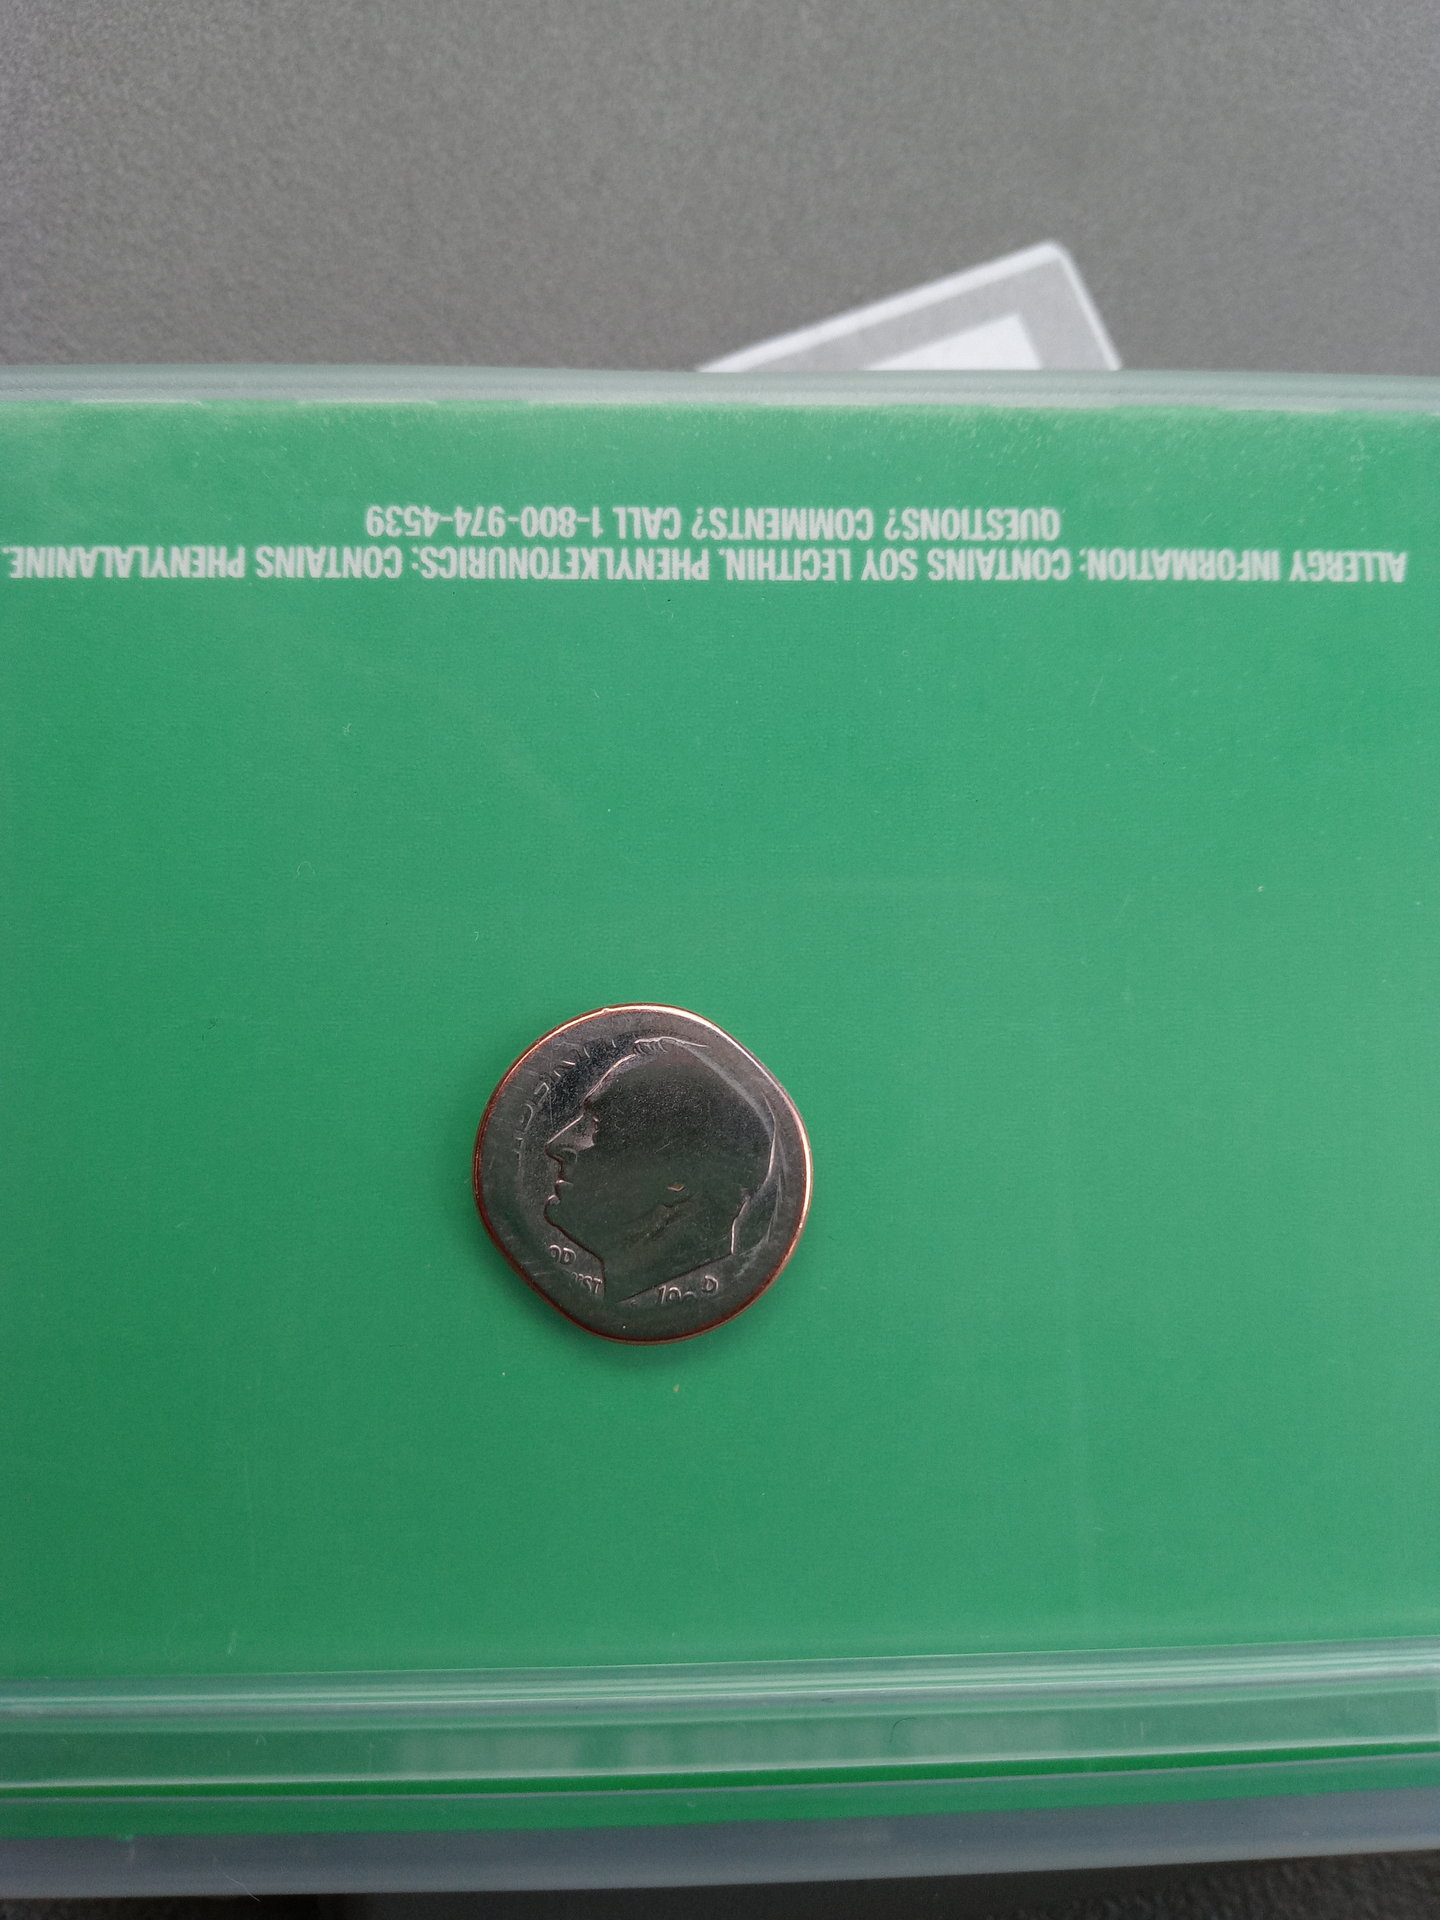 ALLERGY INFORMATION: CONTAINS SOY LECITHIN. PHENYLKETONURICS: CONTAINS PHENYLALANINE.
QUESTIONS? COMMENTS? CALL 1-800-974-4539